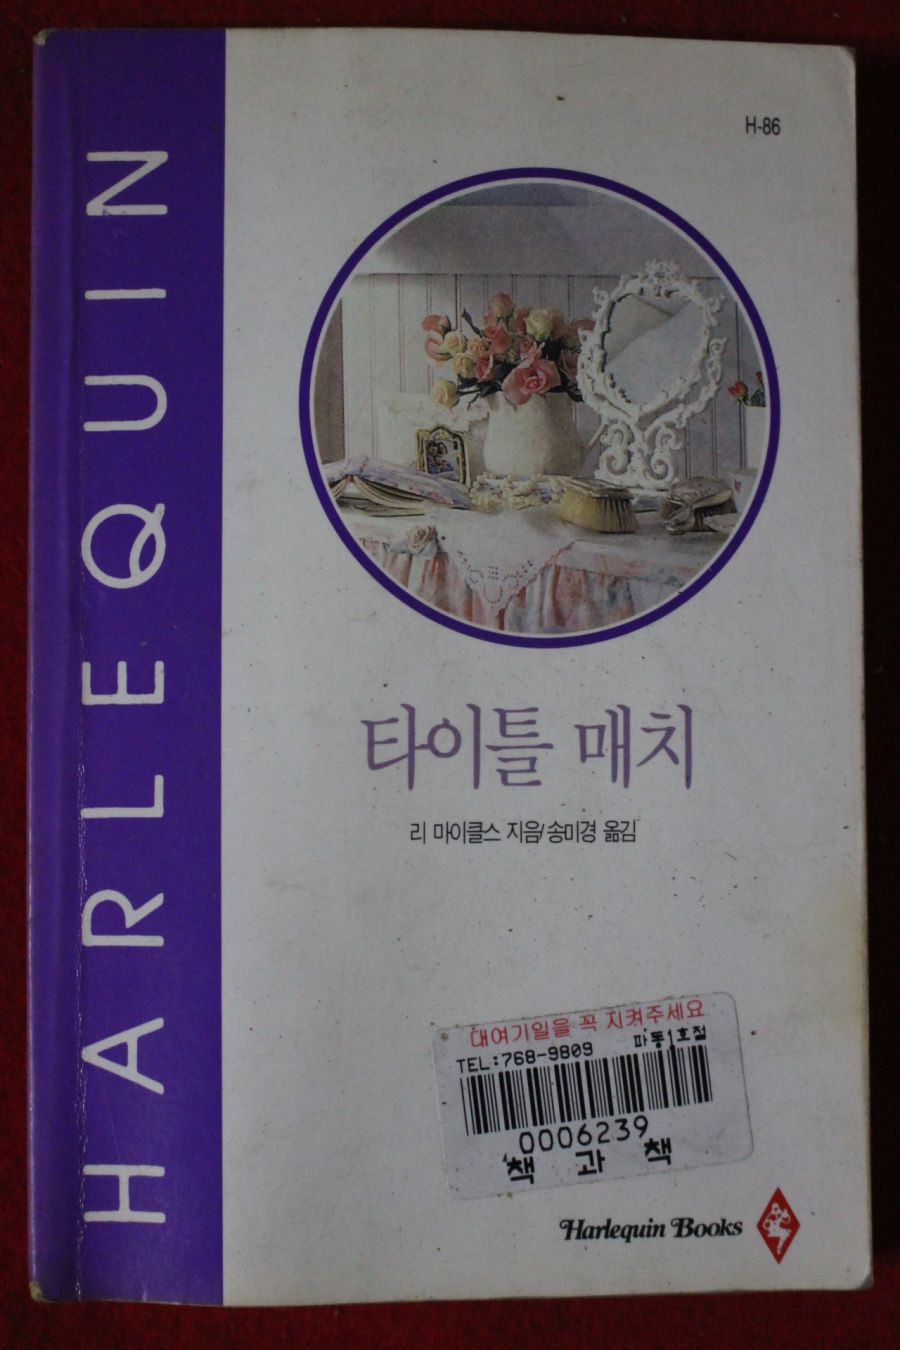 HARLEQUIN
H-86
타이틀 매치
리 마이클스 지음/송미경 옮김
대여기일을 꼭 지켜주세요
TEL:768-9809 파동1호점
0006239
책 과 책
Harlequin Books